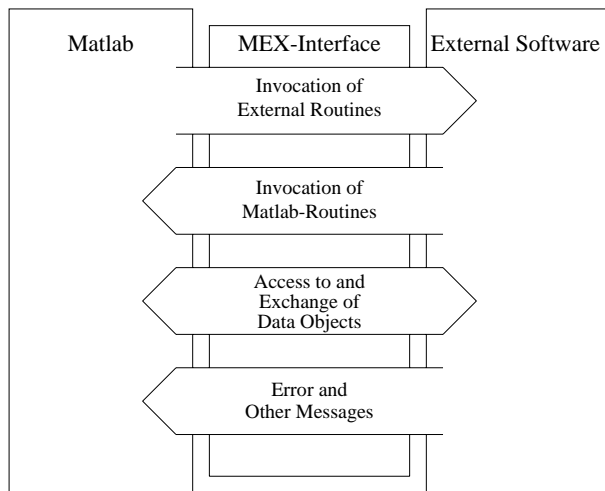 Matlab
MEX-Interface
External Software
Invocation of
External Routines
Invocation of
Matlab-Routines
Access to and
Exchange of
Data Objects
Error and
Other Messages